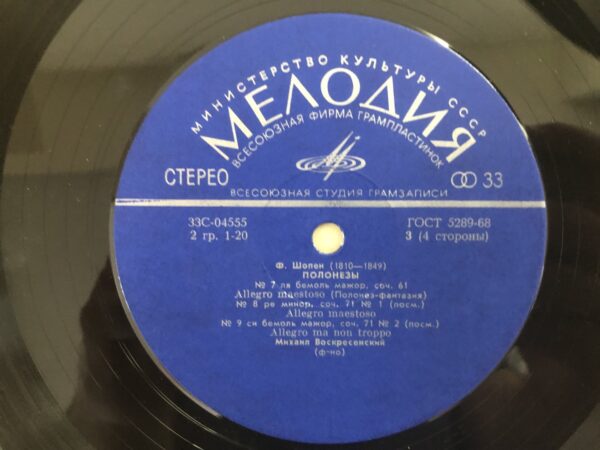 МИНИСТЕРСТВО КУЛЬТУРЫ СССР
МЕЛОДИЯ
ВСЕСОЮЗНАЯ ФИРМА ГРАМПЛАСТИНОК
СТЕРЕО 33
ВСЕСОЮЗНАЯ СТУДИЯ ГРАМЗАПИСИ
33С-04555 ГОСТ 5289-68
2 гр. 1-20 3 (4 стороны)
Ф. Шопен (1810—1849)
ПОЛОНЕЗЫ
№ 7 ля бемоль мажор, соч. 61
Allegro maestoso (Полонез-фантазия)
№ 8 ре минор, соч. 71 № 1 (посм.)
Allegro maestoso
№ 9 си бемоль мажор, соч. 71 № 2 (посм.)
Allegro ma non troppo
Михаил Воскресенский
(ф-но)